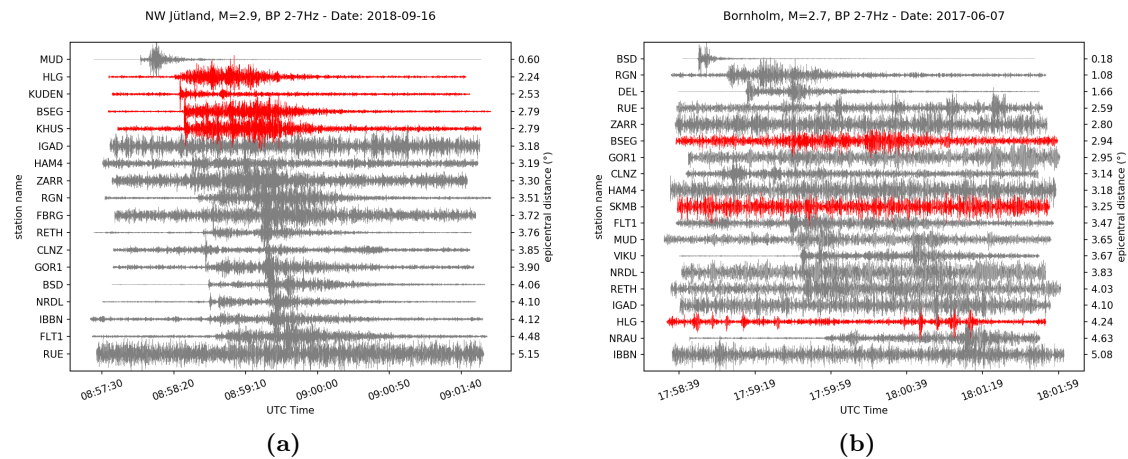 NW Jütland, M=2.9, BP 2-7Hz - Date: 2018-09-16
station name
MUD 0.60
HLG 2.24
KUDEN 2.53
BSEG 2.79
KHUS 2.79
IGAD 3.18
HAM4 3.19
ZARR 3.30
RGN 3.51
FBRG 3.72
RETH 3.76
CLNZ 3.85
GOR1 3.90
BSD 4.06
NRDL 4.10
IBBN 4.12
FLT1 4.48
RUE 5.15
epicentral distance (°)
08:57:30 08:58:20 08:59:10 09:00:00 09:00:50 09:01:40
UTC Time
(a)
Bornholm, M=2.7, BP 2-7Hz - Date: 2017-06-07
station name
BSD 0.18
RGN 1.08
DEL 1.66
RUE 2.59
ZARR 2.80
BSEG 2.94
GOR1 2.95
CLNZ 3.14
HAM4 3.18
SKMB 3.25
FLT1 3.47
MUD 3.65
VIKU 3.67
NRDL 3.83
RETH 4.03
IGAD 4.10
HLG 4.24
NRAU 4.63
IBBN 5.08
epicentral distance (°)
17:58:39 17:59:19 17:59:59 18:00:39 18:01:19 18:01:59
UTC Time
(b)